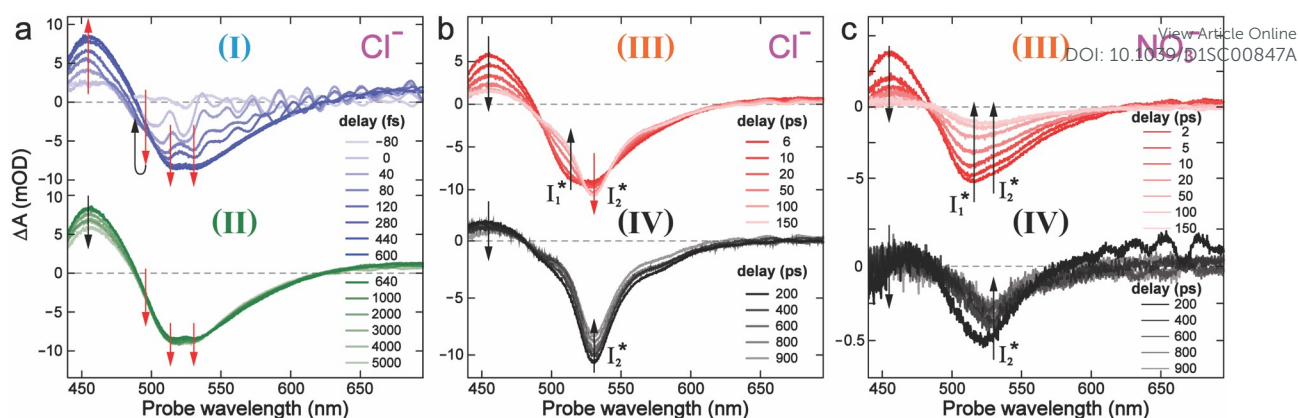 View Article Online
DOI: 10.1039/D1SC00847A
a
(I)
Cl⁻
10
5
0
−5
−10
delay (fs)
−80
0
40
80
120
280
440
600
(II)
10
5
0
−5
−10
640
1000
2000
3000
4000
5000
ΔA (mOD)
450 500 550 600 650
Probe wavelength (nm)
b
(III)
Cl⁻
5
0
−5
−10
delay (ps)
6
10
20
50
100
150
I₁*
I₂*
(IV)
0
−5
−10
delay (ps)
200
400
600
800
900
I₂*
450 500 550 600 650
Probe wavelength (nm)
c
(III)
NO₃⁻
0
−5
delay (ps)
2
5
10
20
50
100
150
I₁*
I₂*
(IV)
0.0
−0.5
delay (ps)
200
400
600
800
900
I₂*
450 500 550 600 650
Probe wavelength (nm)